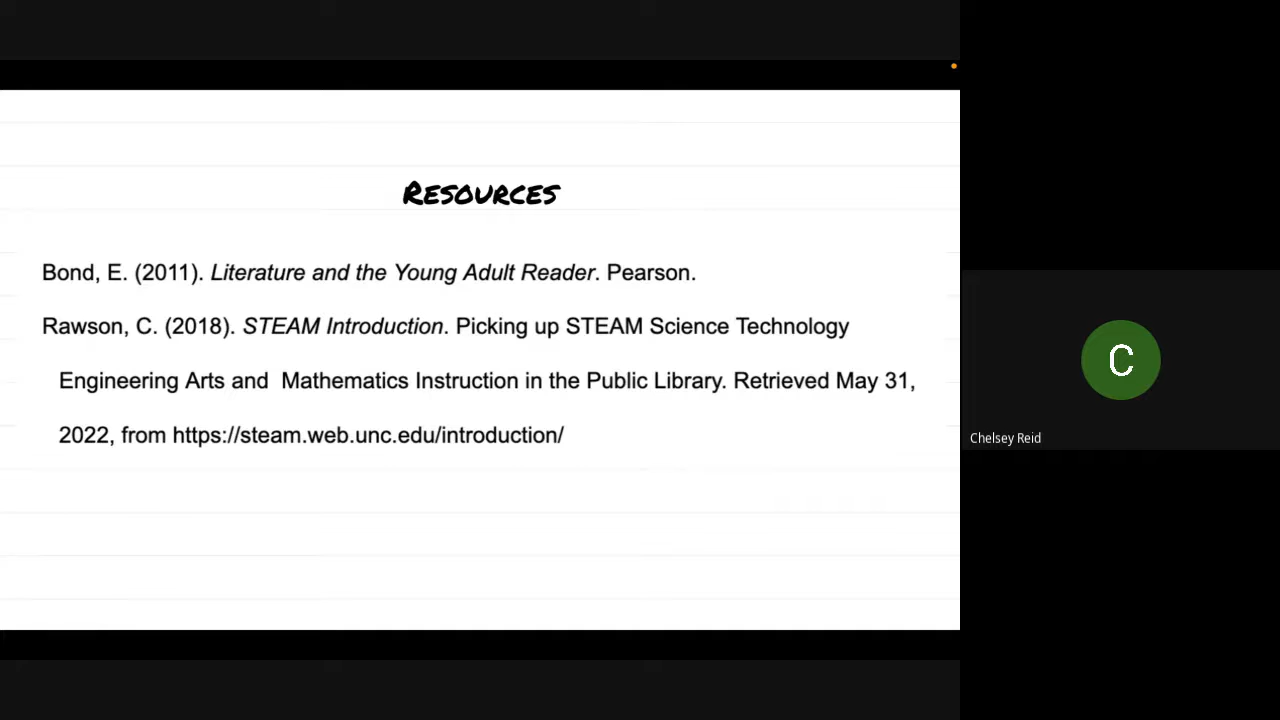 Resources
Bond, E. (2011). Literature and the Young Adult Reader. Pearson.
Rawson, C. (2018). STEAM Introduction. Picking up STEAM Science Technology
Engineering Arts and  Mathematics Instruction in the Public Library. Retrieved May 31,
2022, from https://steam.web.unc.edu/introduction/
C
Chelsey Reid